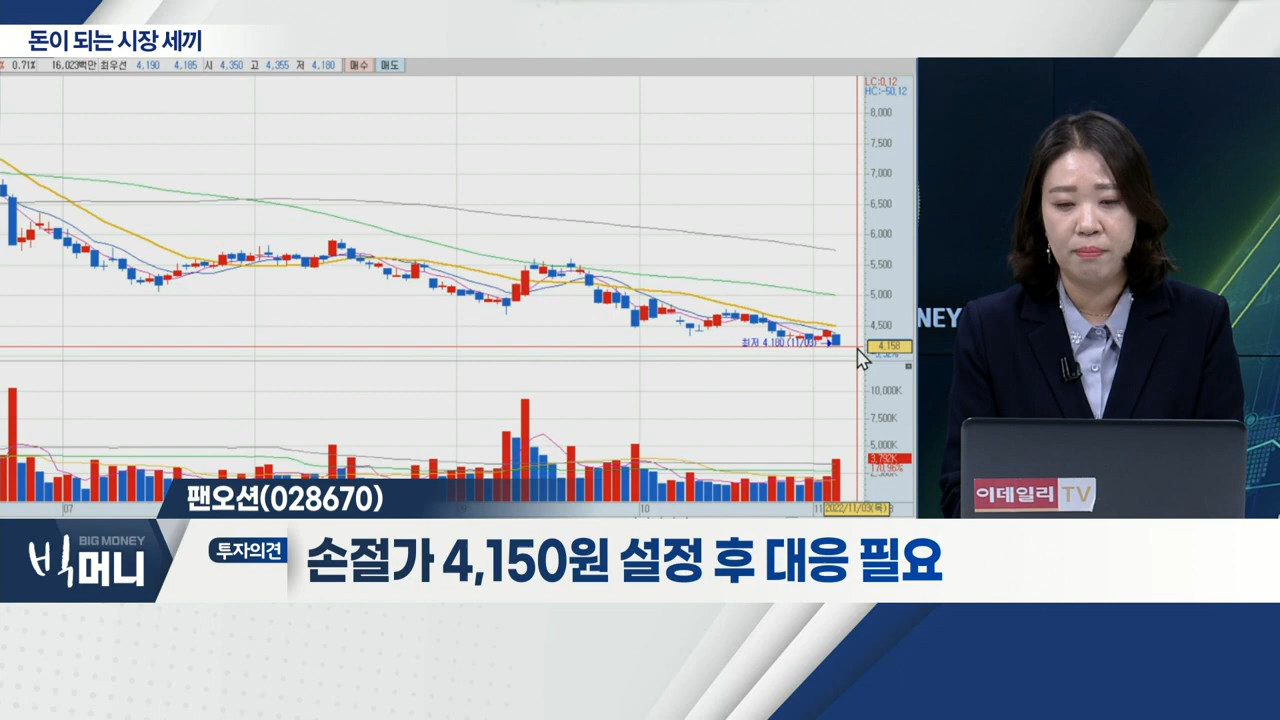 돈이 되는 시장 세끼
% 0.71% 16,023백만 최우선 4,190 4,185 시 4,350 고 4,355 저 4,180 매수 매도
LC:0.12
HC:-50.12
8,000
7,500
7,000
6,500
6,000
5,500
5,000
4,500
최저 4,180 (11/03)
4,158
10,000K
7,500K
5,000K
3,792K
170.96%
07
10
11
2022/11/03(목)
NEY
이데일리 TV
팬오션(028670)
BIG MONEY
빅머니
투자의견
손절가 4,150원 설정 후 대응 필요